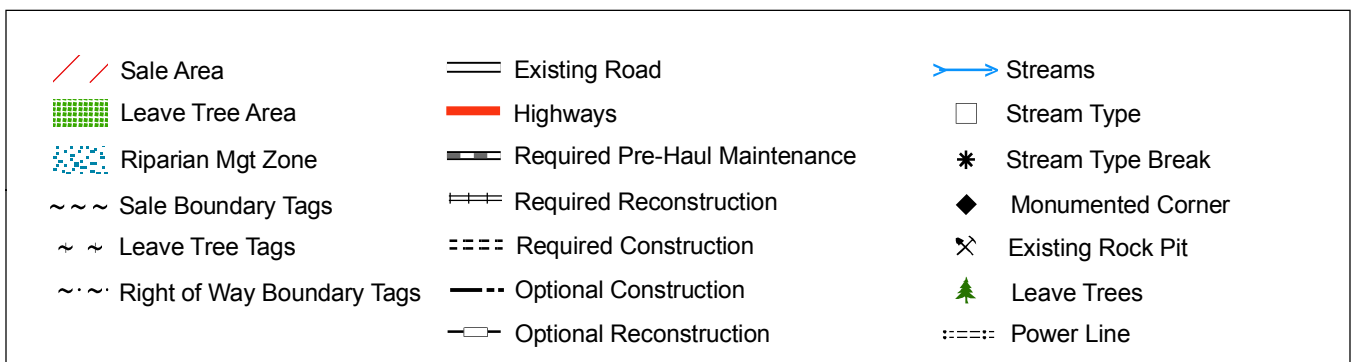 Sale Area
Leave Tree Area
Riparian Mgt Zone
Sale Boundary Tags
Leave Tree Tags
Right of Way Boundary Tags
Existing Road
Highways
Required Pre-Haul Maintenance
Required Reconstruction
Required Construction
Optional Construction
Optional Reconstruction
Streams
Stream Type
Stream Type Break
Monumented Corner
Existing Rock Pit
Leave Trees
Power Line